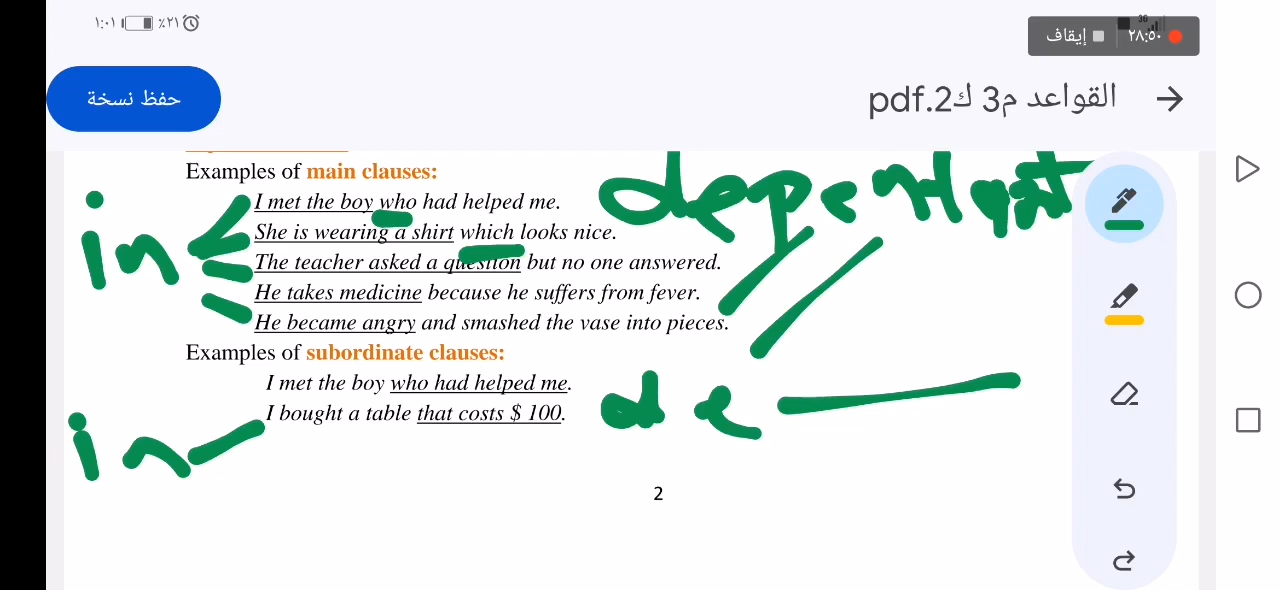 ١:٠١ ٪٢١
3G
إيقاف ٢٨:٥٠
حفظ نسخة
القواعد م3 ك2.pdf
Examples of main clauses:
I met the boy who had helped me.
She is wearing a shirt which looks nice.
The teacher asked a question but no one answered.
He takes medicine because he suffers from fever.
He became angry and smashed the vase into pieces.
in
Examples of subordinate clauses:
I met the boy who had helped me.
I bought a table that costs $ 100.
in
de
2